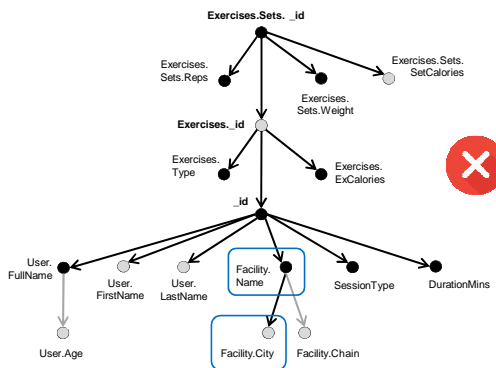 Exercises.Sets. _id
Exercises.
Sets.Reps
Exercises.
Sets.Weight
Exercises.Sets.
SetCalories
Exercises._id
Exercises.
Type
Exercises.
ExCalories
_id
User.
FullName
User.
FirstName
User.
LastName
Facility.
Name
SessionType
DurationMins
User.Age
Facility.City
Facility.Chain